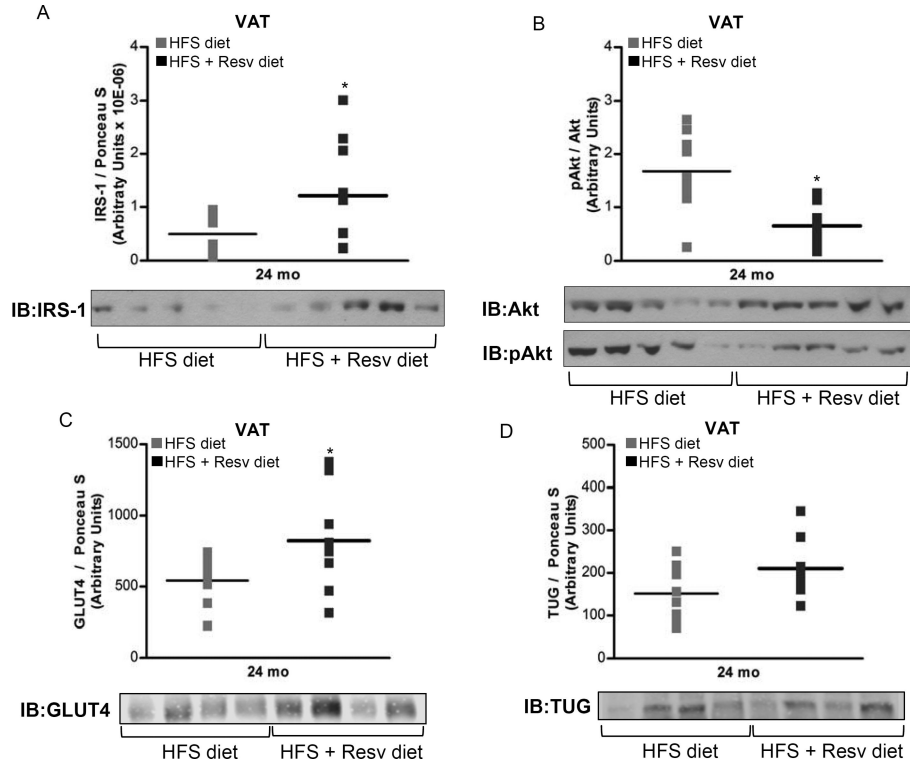 A
VAT
HFS diet
HFS + Resv diet
IRS-1 / Ponceau S
(Arbitraty Units x 10E-06)
4
3
2
1
0
*
24 mo
IB:IRS-1
HFS diet
HFS + Resv diet
B
VAT
HFS diet
HFS + Resv diet
pAkt / Akt
(Arbitrary Units)
4
3
2
1
0
*
24 mo
IB:Akt
IB:pAkt
HFS diet
HFS + Resv diet
C
VAT
HFS diet
HFS + Resv diet
GLUT4 / Ponceau S
(Arbitrary Units)
1500
1000
500
0
*
24 mo
IB:GLUT4
HFS diet
HFS + Resv diet
D
VAT
HFS diet
HFS + Resv diet
TUG / Ponceau S
(Arbitrary Units)
500
400
300
200
100
0
24 mo
IB:TUG
HFS diet
HFS + Resv diet